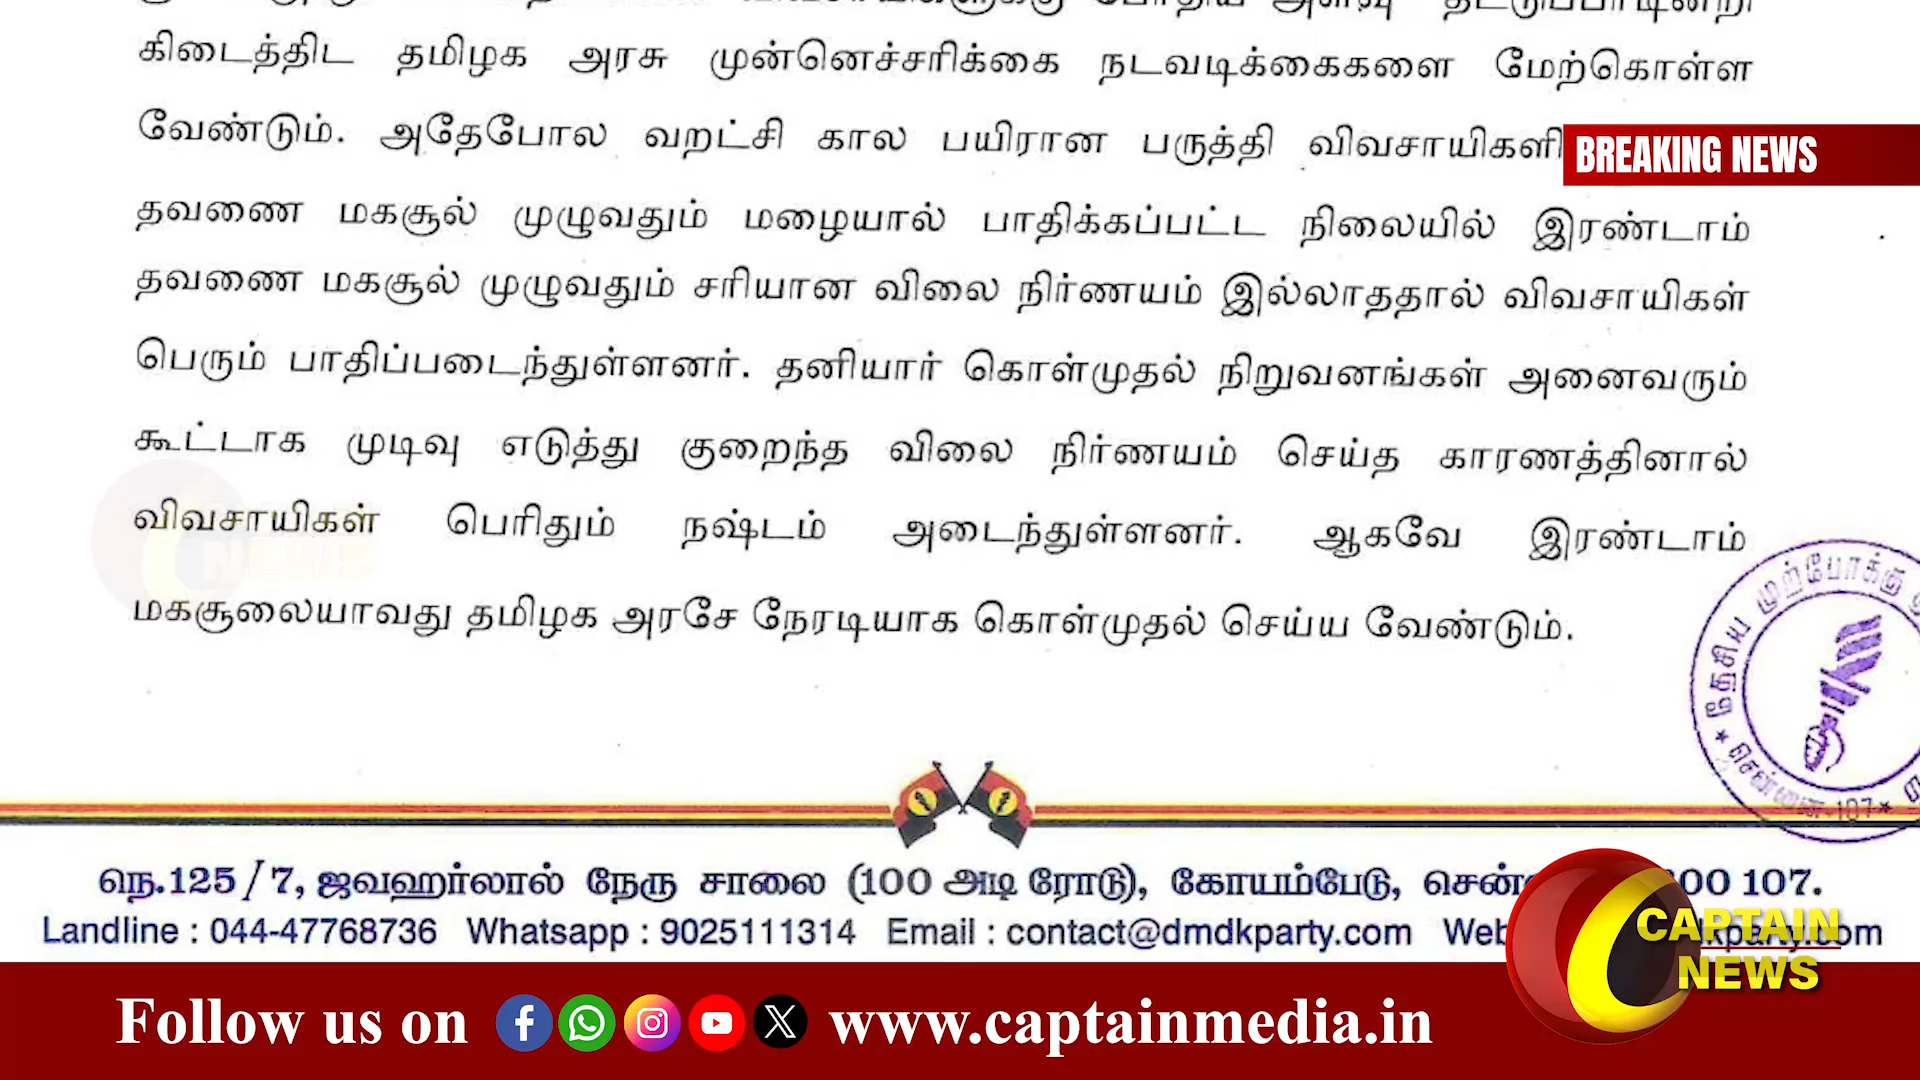 கிடைத்திட தமிழக அரசு முன்னெச்சரிக்கை நடவடிக்கைகளை மேற்கொள்ள
வேண்டும். அதேபோல வறட்சி கால பயிரான பருத்தி விவசாயிகளி
BREAKING NEWS
தவணை மகசூல் முழுவதும் மழையால் பாதிக்கப்பட்ட நிலையில் இரண்டாம்
தவணை மகசூல் முழுவதும் சரியான விலை நிர்ணயம் இல்லாததால் விவசாயிகள்
பெரும் பாதிப்படைந்துள்ளனர். தனியார் கொள்முதல் நிறுவனங்கள் அனைவரும்
கூட்டாக முடிவு எடுத்து குறைந்த விலை நிர்ணயம் செய்த காரணத்தினால்
விவசாயிகள் பெரிதும் நஷ்டம் அடைந்துள்ளனர். ஆகவே இரண்டாம்
மகசூலையாவது தமிழக அரசே நேரடியாக கொள்முதல் செய்ய வேண்டும்.
தேசிய முற்போக்கு
சென்னை-107
நெ.125/7, ஜவஹர்லால் நேரு சாலை (100 அடி ரோடு), கோயம்பேடு, சென் 600 107.
Landline : 044-47768736 Whatsapp : 9025111314 Email : contact@dmdkparty.com Web dkparty.com
CAPTAIN
NEWS
Follow us on www.captainmedia.in